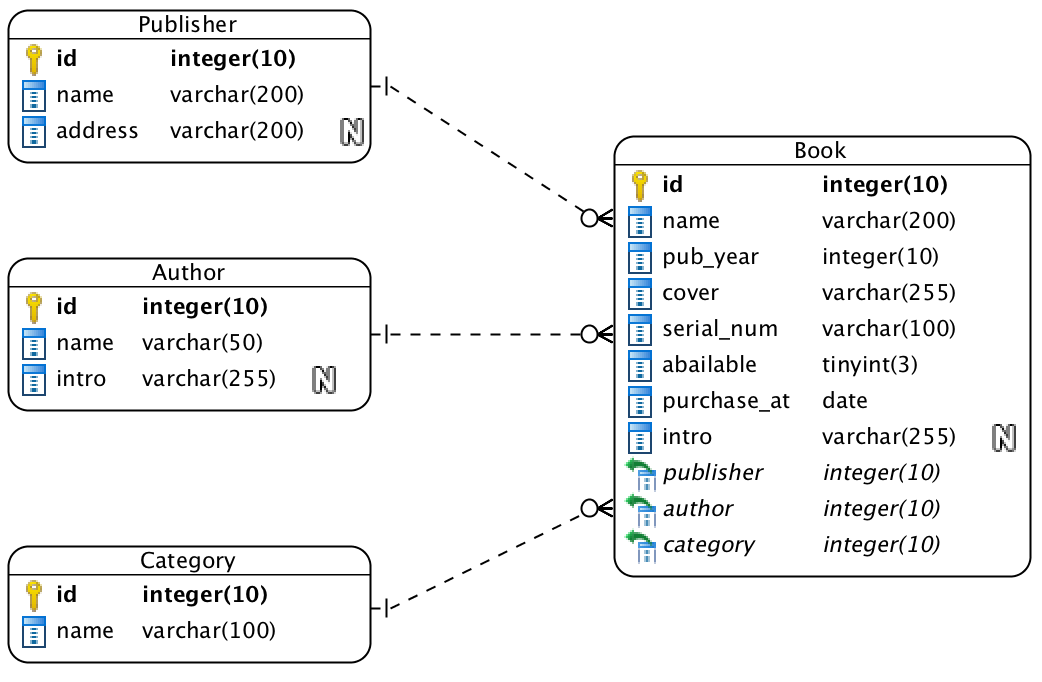 Publisher
id integer(10)
name varchar(200)
address varchar(200) N
Author
id integer(10)
name varchar(50)
intro varchar(255) N
Category
id integer(10)
name varchar(100)
Book
id integer(10)
name varchar(200)
pub_year integer(10)
cover varchar(255)
serial_num varchar(100)
abailable tinyint(3)
purchase_at date
intro varchar(255) N
publisher integer(10)
author integer(10)
category integer(10)